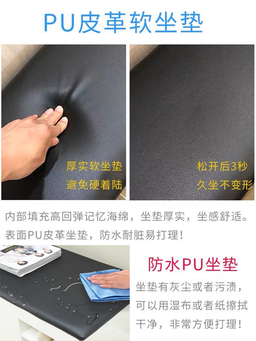 PU皮革软坐垫
厚实软坐垫
避免硬着陆
松开后3秒
久坐不变形
内部填充高回弹记忆海绵，坐垫厚实，坐感舒适。
表面PU皮革坐垫，防水耐脏易打理！
防水PU坐垫
坐垫有灰尘或者污渍，
可以用湿布或者纸擦拭
干净，非常方便打理！